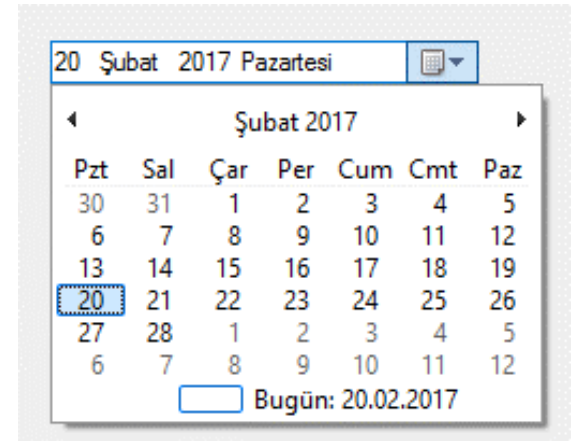 20 Şubat 2017 Pazartesi
Şubat 2017
Pzt Sal Çar Per Cum Cmt Paz
30 31 1 2 3 4 5
6 7 8 9 10 11 12
13 14 15 16 17 18 19
20 21 22 23 24 25 26
27 28 1 2 3 4 5
6 7 8 9 10 11 12
Bugün: 20.02.2017